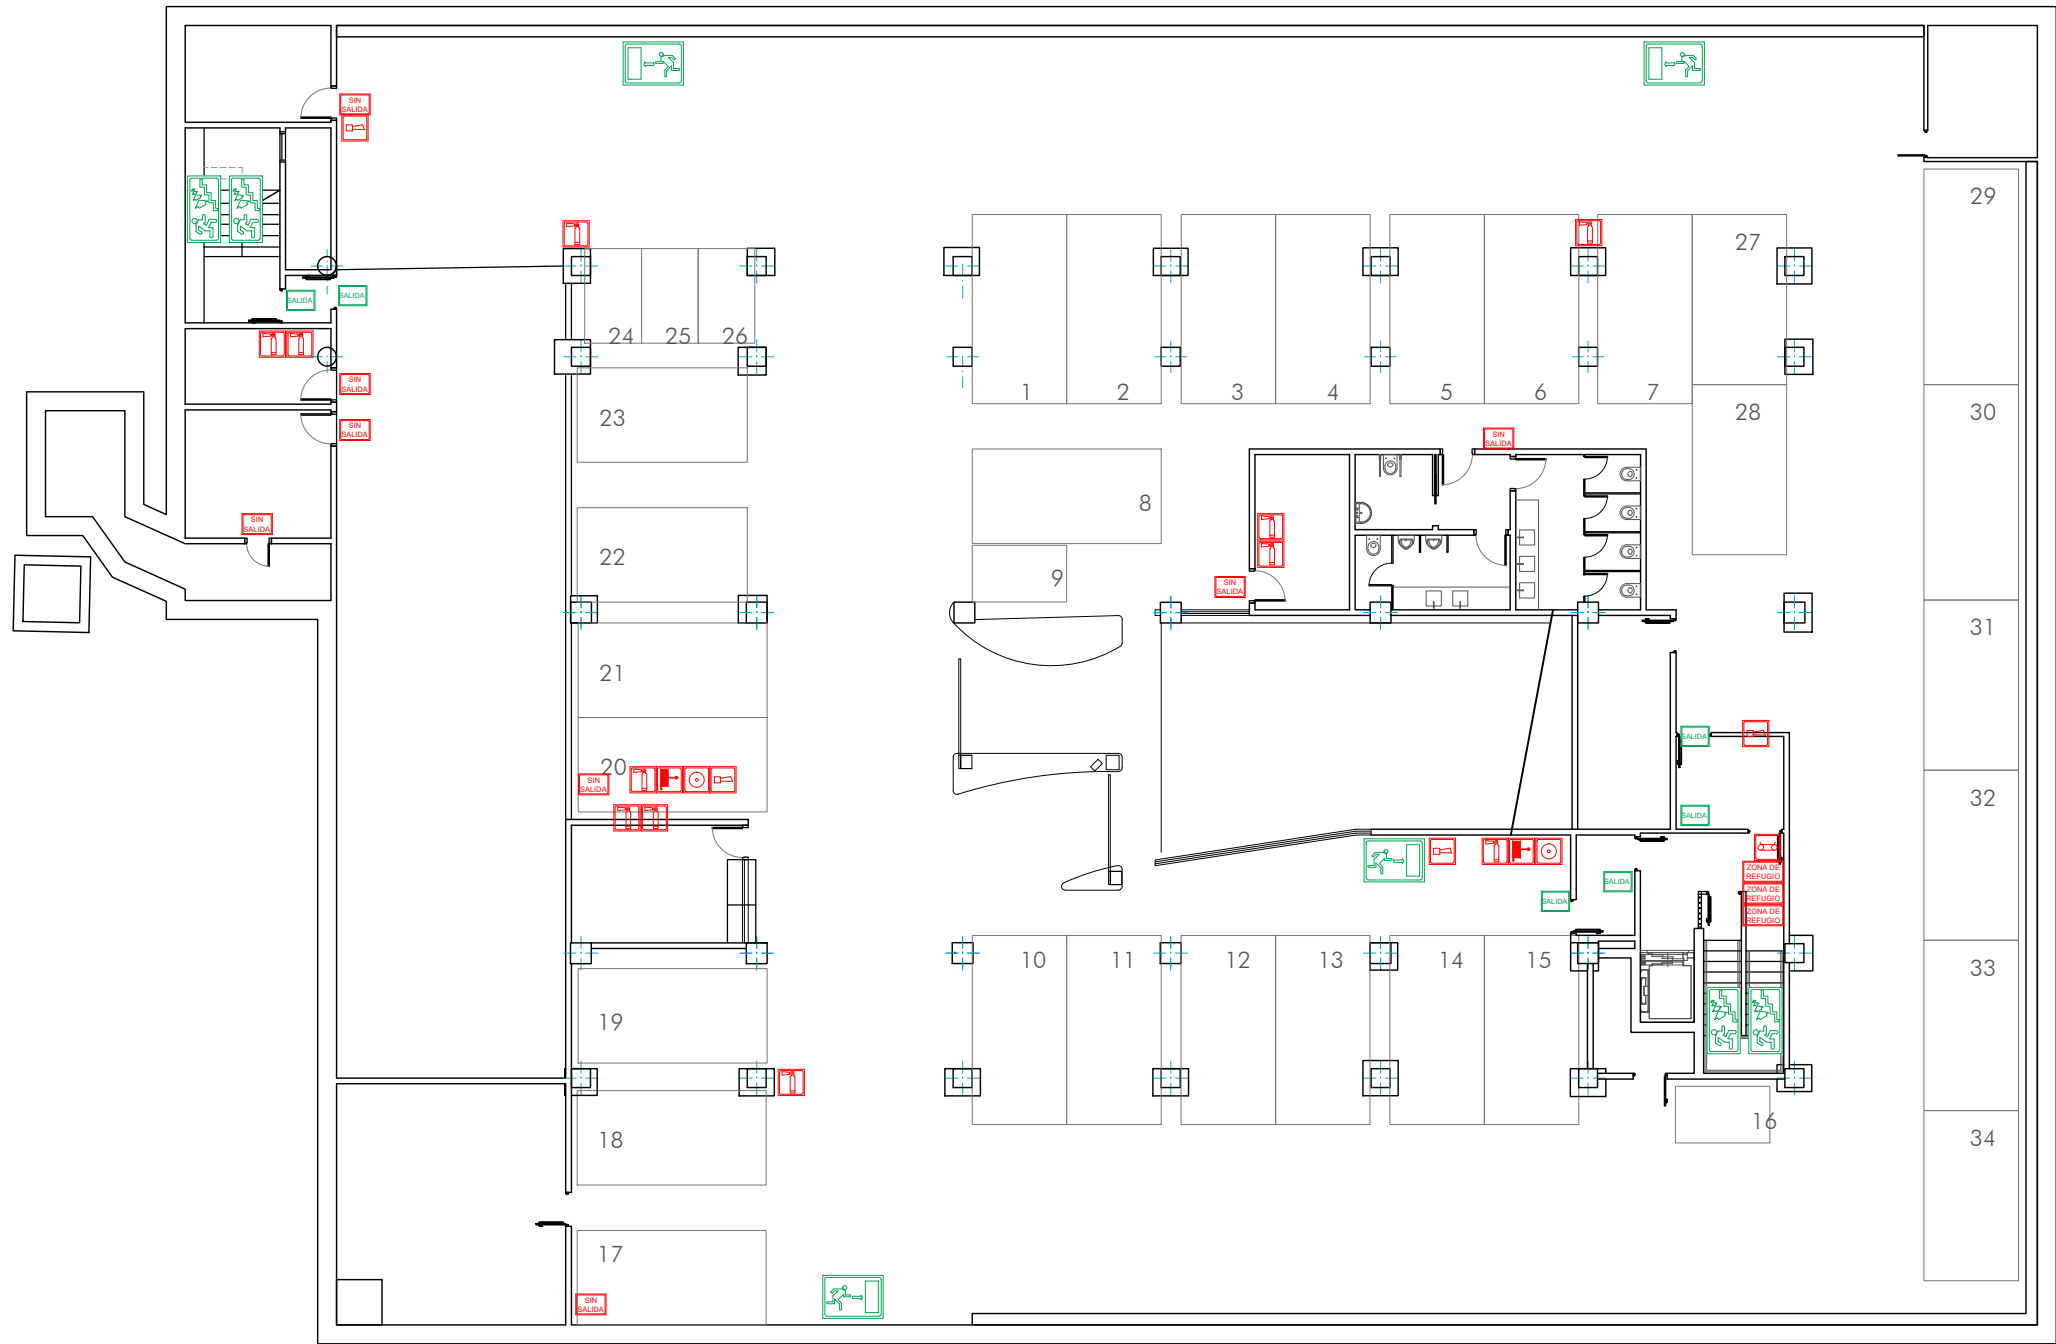 SIN
SALIDA
29
27
SALIDA
SALIDA
24
25
26
SIN
SALIDA
1
2
3
4
5
6
7
28
30
23
SIN
SALIDA
SIN
SALIDA
8
SIN
SALIDA
22
9
SIN
SALIDA
31
21
SALIDA
20
SIN
SALIDA
32
SALIDA
ZONA DE
REFUGIO
ZONA DE
REFUGIO
ZONA DE
REFUGIO
SALIDA
SALIDA
10
11
12
13
14
15
33
19
16
18
34
17
SIN
SALIDA